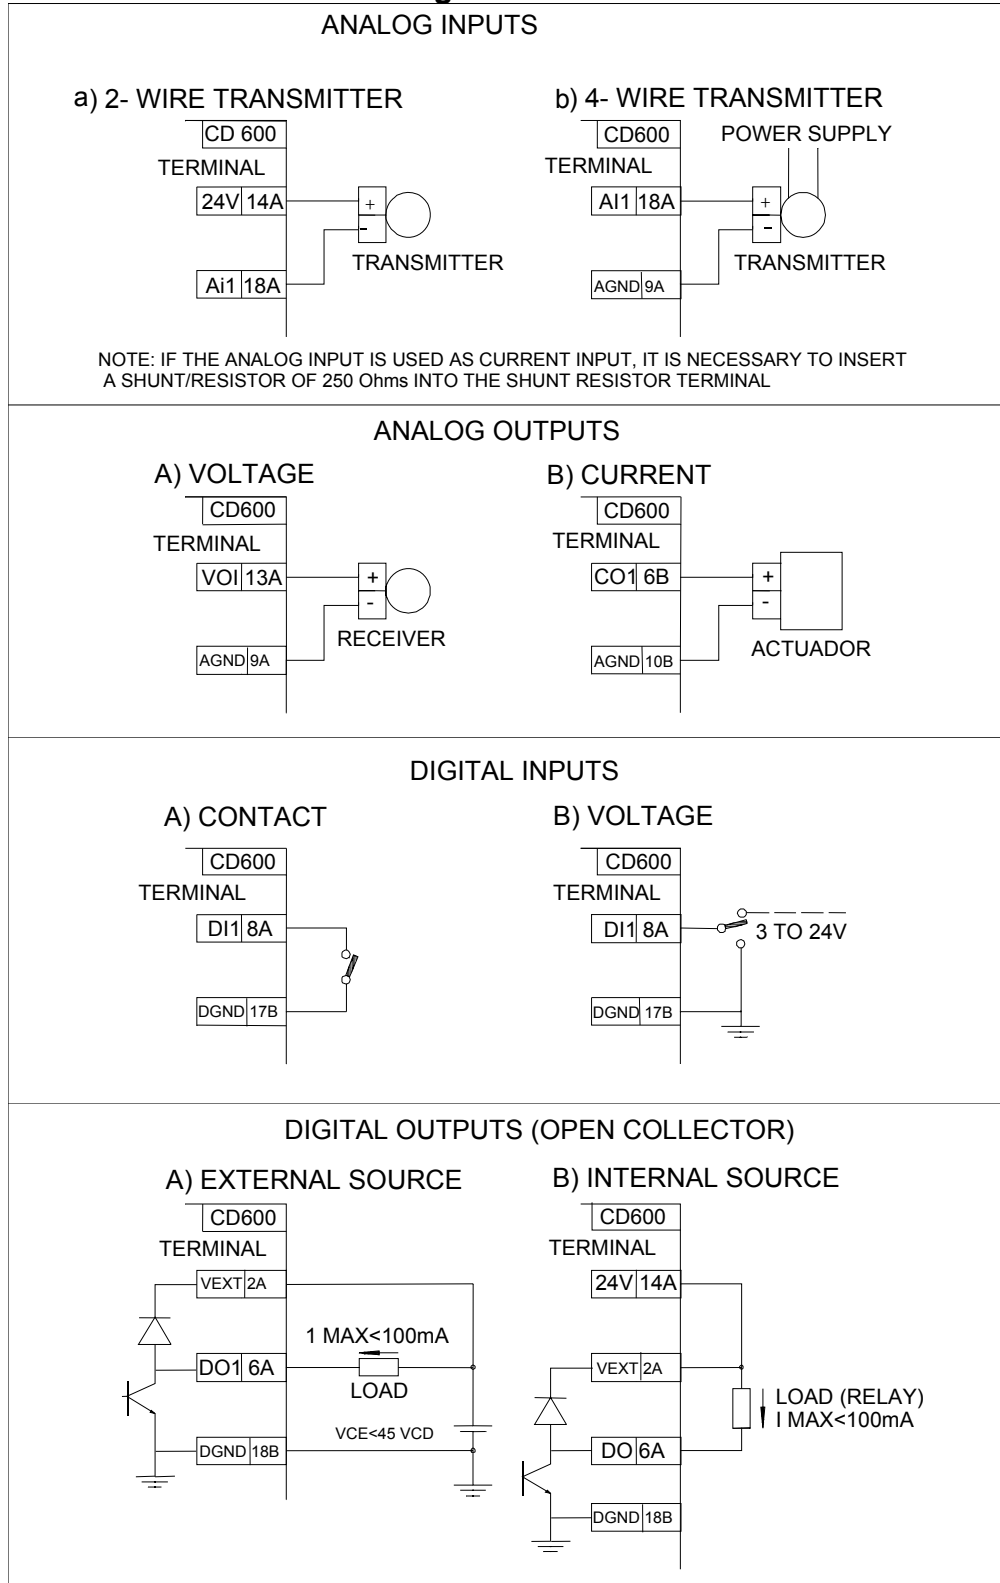 ANALOG INPUTS
a) 2- WIRE TRANSMITTER
CD 600
TERMINAL
24V 14A
+
-
TRANSMITTER
Ai1 18A
b) 4- WIRE TRANSMITTER
CD600
POWER SUPPLY
TERMINAL
AI1 18A
+
-
TRANSMITTER
AGND 9A
NOTE: IF THE ANALOG INPUT IS USED AS CURRENT INPUT, IT IS NECESSARY TO INSERT
A SHUNT/RESISTOR OF 250 Ohms INTO THE SHUNT RESISTOR TERMINAL
ANALOG OUTPUTS
A) VOLTAGE
CD600
TERMINAL
VOI 13A
+
-
RECEIVER
AGND 9A
B) CURRENT
CD600
TERMINAL
CO1 6B
+
-
ACTUADOR
AGND 10B
DIGITAL INPUTS
A) CONTACT
CD600
TERMINAL
DI1 8A
DGND 17B
B) VOLTAGE
CD600
TERMINAL
DI1 8A
3 TO 24V
DGND 17B
DIGITAL OUTPUTS (OPEN COLLECTOR)
A) EXTERNAL SOURCE
CD600
TERMINAL
VEXT 2A
1 MAX<100mA
DO1 6A
LOAD
VCE<45 VCD
DGND 18B
B) INTERNAL SOURCE
CD600
TERMINAL
24V 14A
VEXT 2A
LOAD (RELAY)
I MAX<100mA
DO 6A
DGND 18B